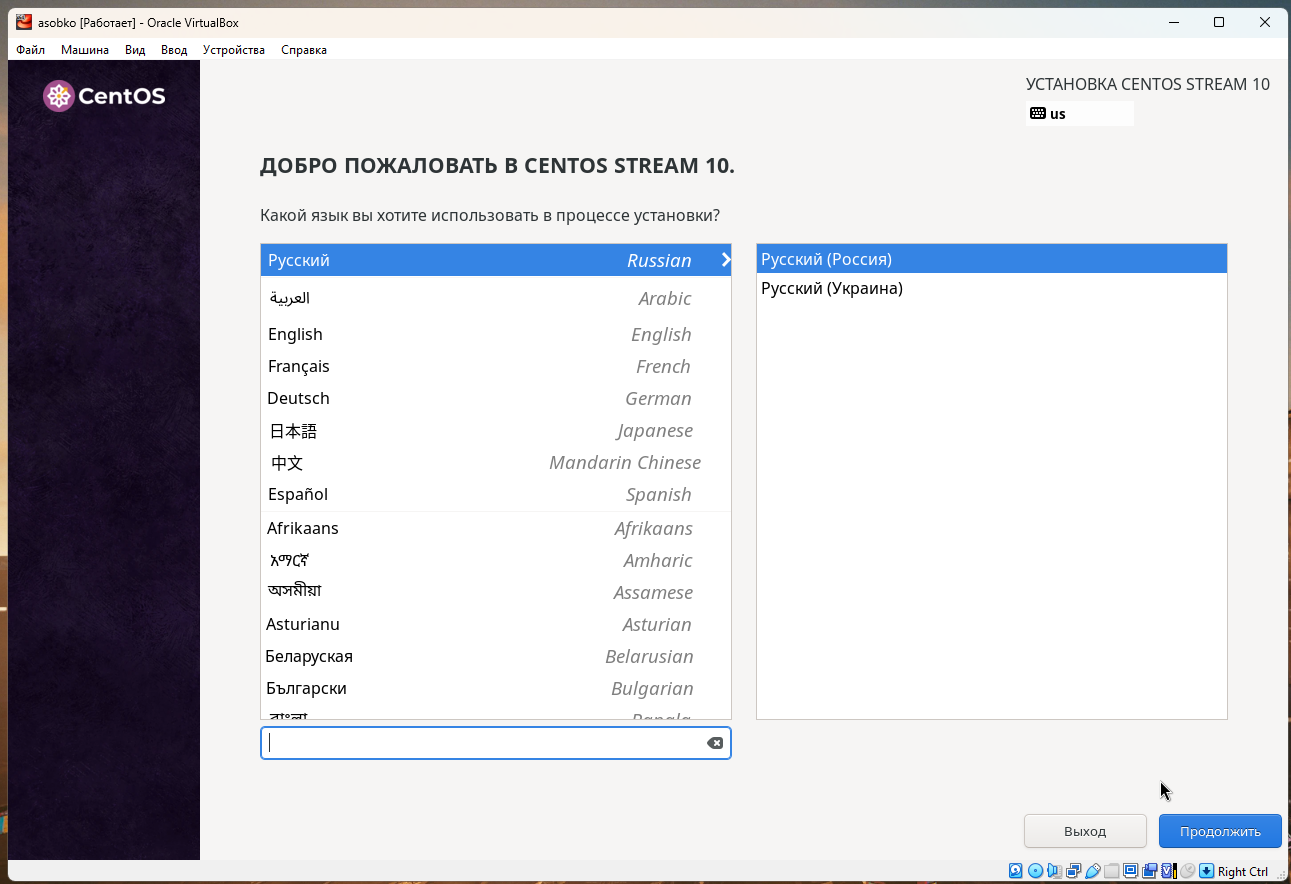 asobko [Работает] - Oracle VirtualBox
Файл Машина Вид Ввод Устройства Справка
CentOS
УСТАНОВКА CENTOS STREAM 10
us
ДОБРО ПОЖАЛОВАТЬ В CENTOS STREAM 10.
Какой язык вы хотите использовать в процессе установки?
Русский Russian
العربية Arabic
English English
Français French
Deutsch German
日本語 Japanese
中文 Mandarin Chinese
Español Spanish
Afrikaans Afrikaans
አማርኛ Amharic
অসমীয়া Assamese
Asturianu Asturian
Беларуская Belarusian
Български Bulgarian
বাংলা Bangla
Русский (Россия)
Русский (Украина)
Выход
Продолжить
Right Ctrl